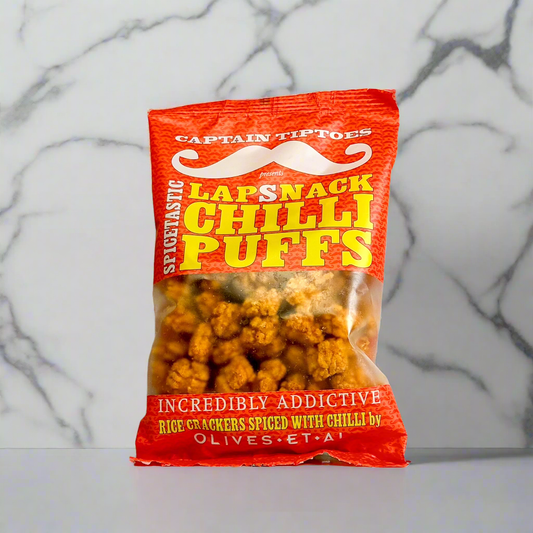 CAPTAIN TIPTOES
presents
SPICETASTIC
LAPSNACK
CHILLI
PUFFS
INCREDIBLY ADDICTIVE
RICE CRACKERS SPICED WITH CHILLI by
OLIVES•ET•AL